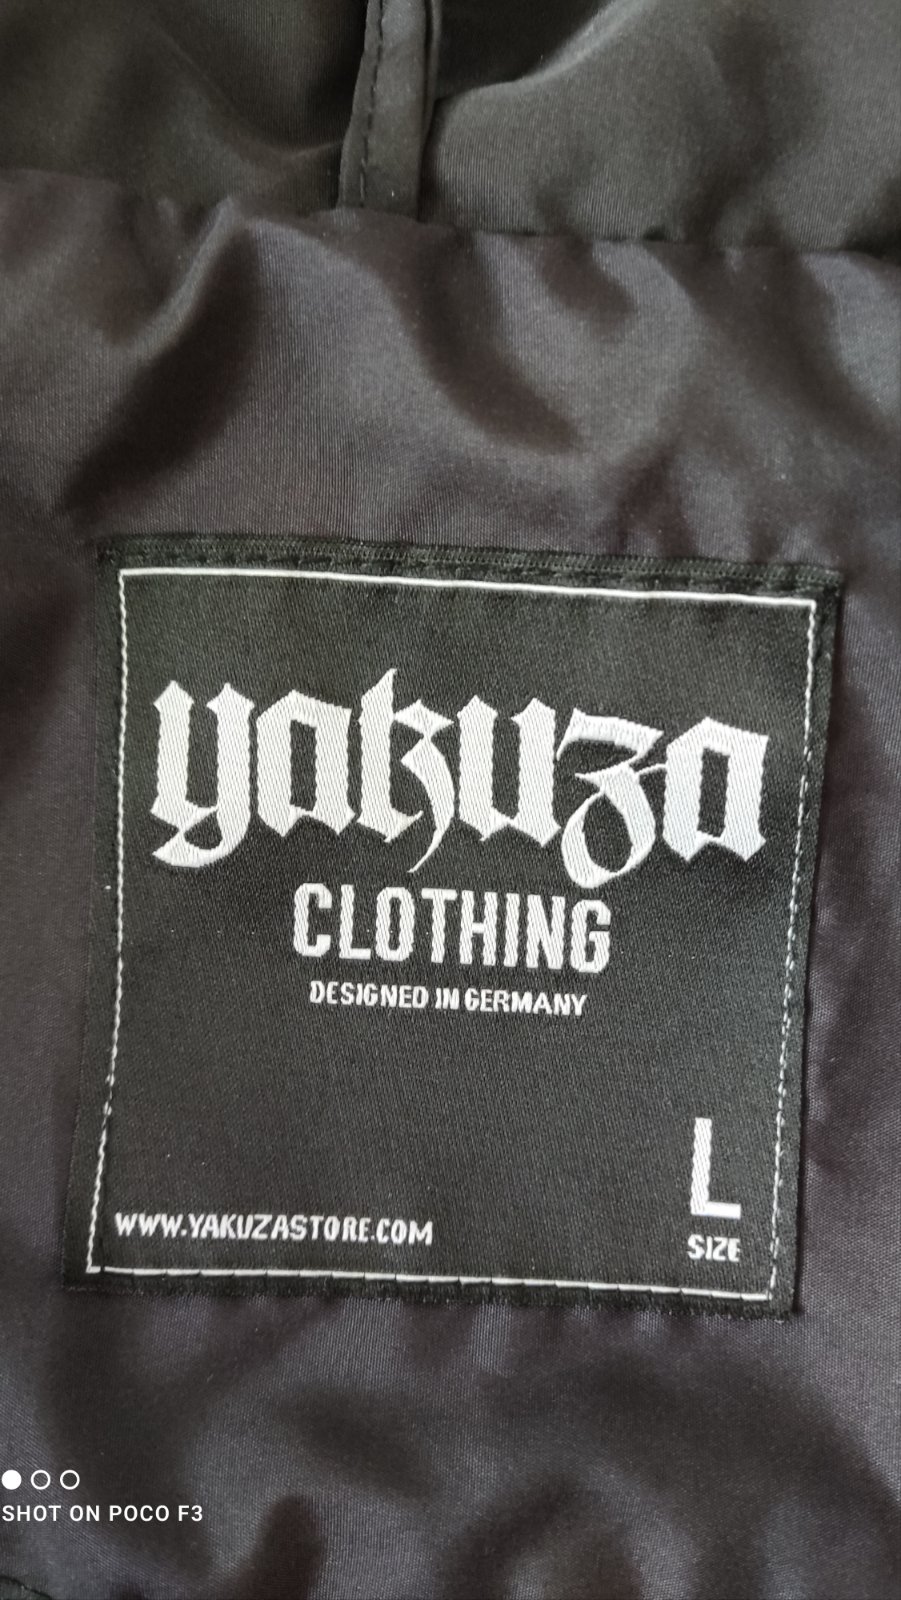 yakuza
CLOTHING
DESIGNED IN GERMANY
L
WWW.YAKUZASTORE.COM
SIZE
SHOT ON POCO F3